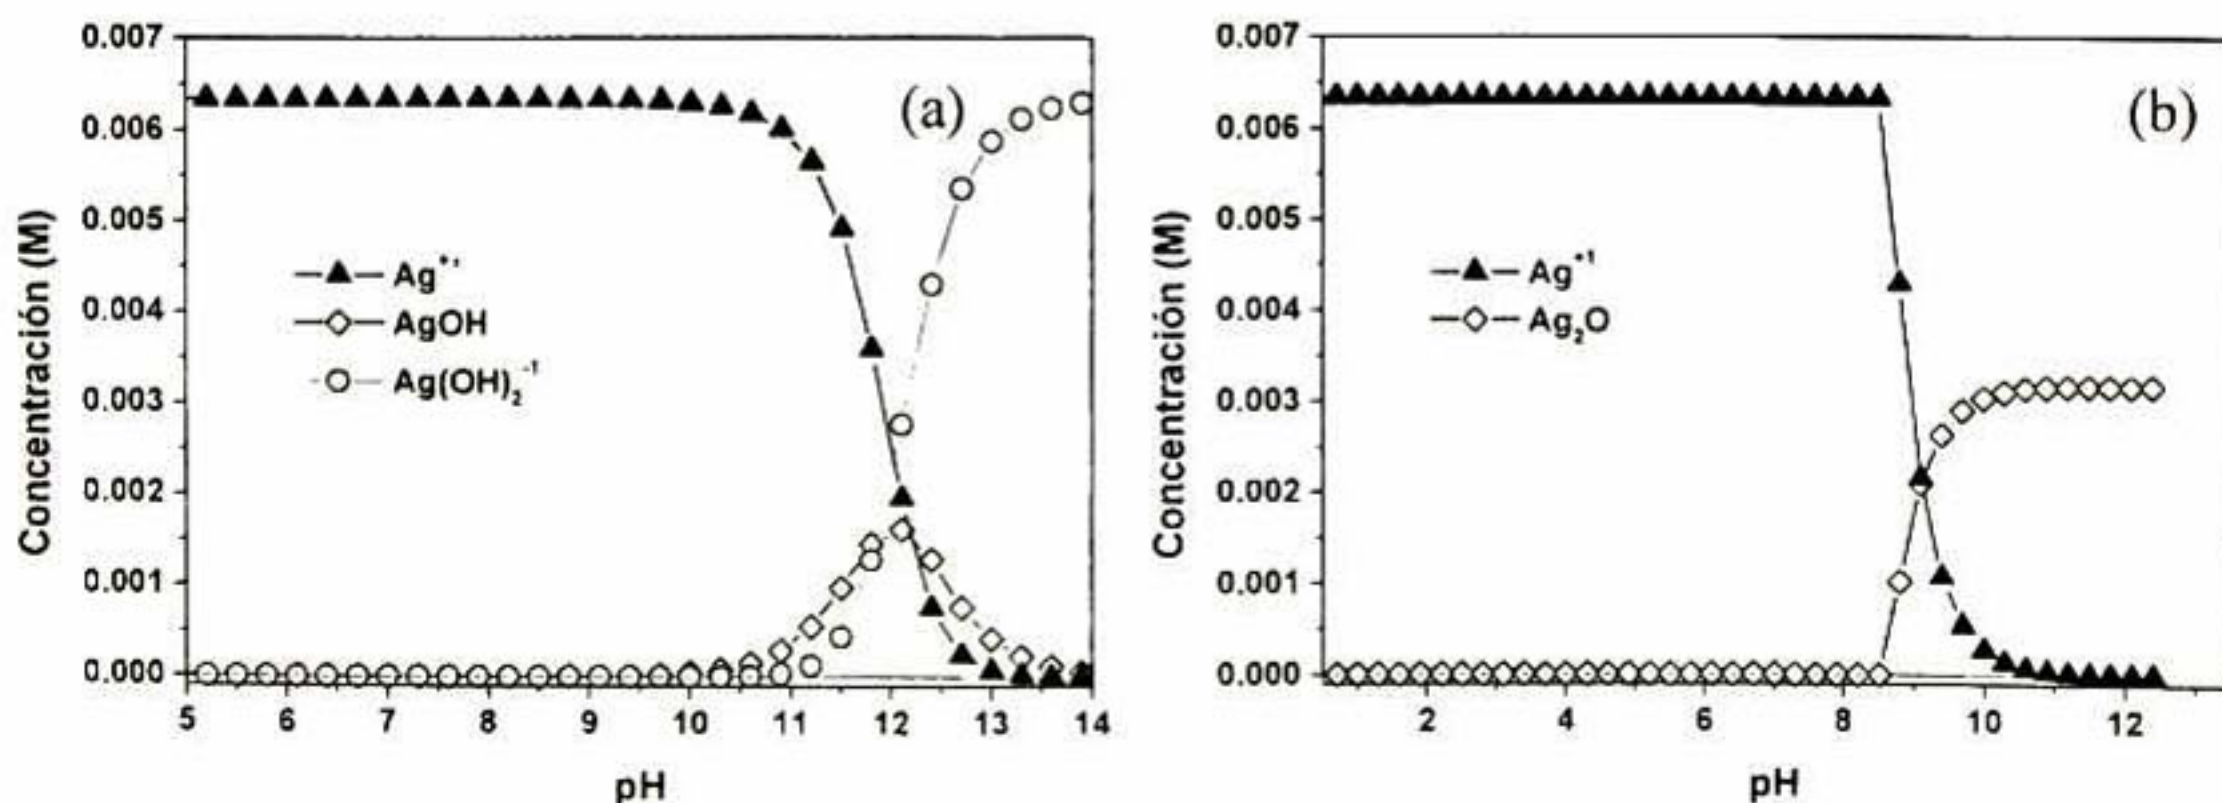 0.007
0.006
0.005
0.004
0.003
0.002
0.001
0.000
Concentración (M)
(a)
Ag⁺¹
AgOH
Ag(OH)₂⁻¹
5 6 7 8 9 10 11 12 13 14
pH
0.007
0.006
0.005
0.004
0.003
0.002
0.001
0.000
Concentración (M)
(b)
Ag⁺¹
Ag₂O
2 4 6 8 10 12
pH